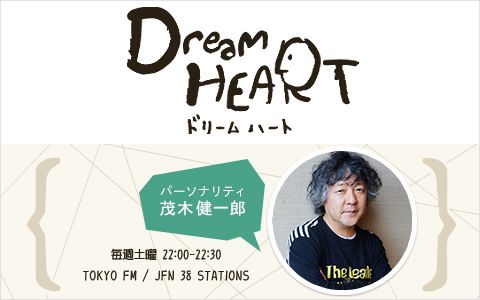 Dream
HEART
ドリーム ハート
パーソナリティ
茂木健一郎
毎週土曜 22:00-22:30
TOKYO FM / JFN 38 STATIONS
The Leak